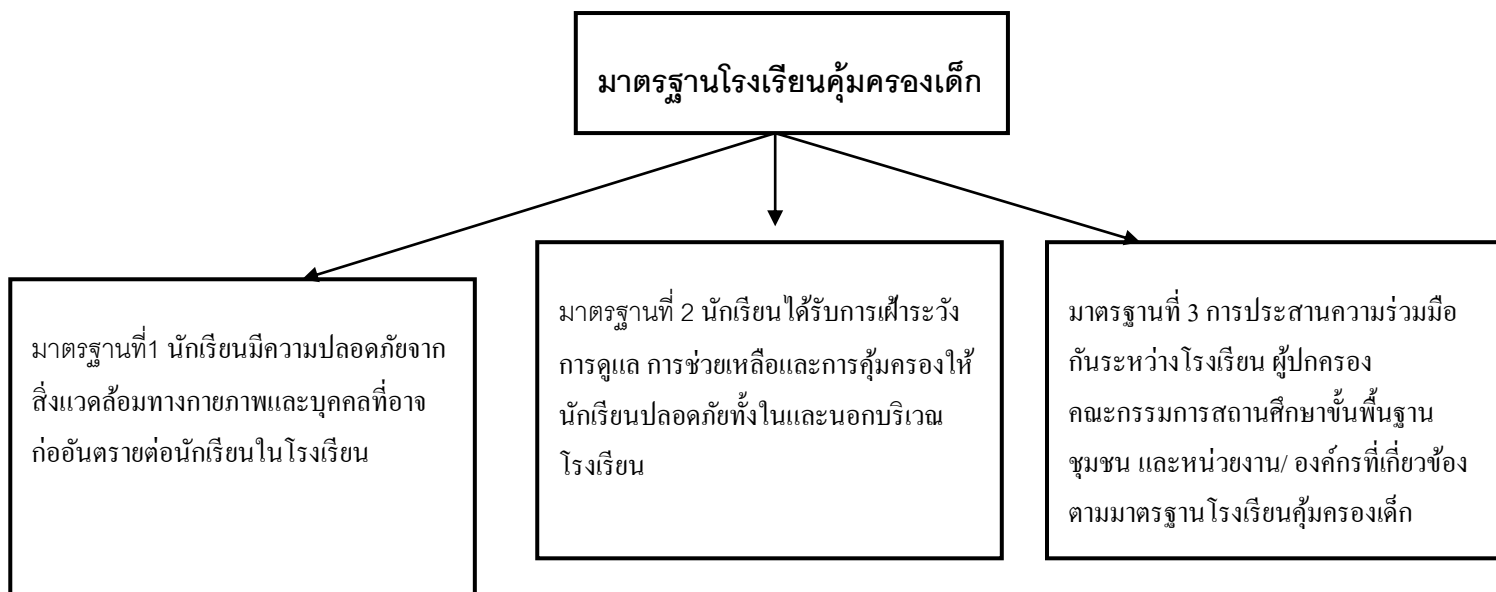 มาตรฐานโรงเรียนคุ้มครองเด็ก
มาตรฐานที่1 นักเรียนมีความปลอดภัยจาก
สิ่งแวดล้อมทางกายภาพและบุคคลที่อาจ
ก่ออันตรายต่อนักเรียนในโรงเรียน
มาตรฐานที่ 2 นักเรียนได้รับการเฝ้าระวัง
การดูแล การช่วยเหลือและการคุ้มครองให้
นักเรียนปลอดภัยทั้งในและนอกบริเวณ
โรงเรียน
มาตรฐานที่ 3 การประสานความร่วมมือ
กันระหว่างโรงเรียน ผู้ปกครอง
คณะกรรมการสถานศึกษาขั้นพื้นฐาน
ชุมชน และหน่วยงาน/ องค์กรที่เกี่ยวข้อง
ตามมาตรฐานโรงเรียนคุ้มครองเด็ก